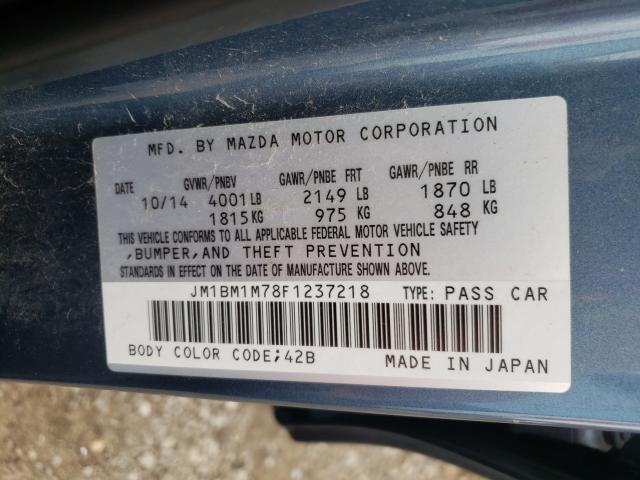 MFD. BY MAZDA MOTOR CORPORATION
DATE GVWR/PNBV GAWR/PNBE FRT GAWR/PNBE RR
10/14 4001 LB 2149 LB 1870 LB
1815 KG 975 KG 848 KG
THIS VEHICLE CONFORMS TO ALL APPLICABLE FEDERAL MOTOR VEHICLE SAFETY
,BUMPER,AND THEFT PREVENTION
STANDARDS IN EFFECT ON THE DATE OF MANUFACTURE SHOWN ABOVE.
JM1BM1M78F1237218 TYPE: PASS CAR
BODY COLOR CODE;42B MADE IN JAPAN